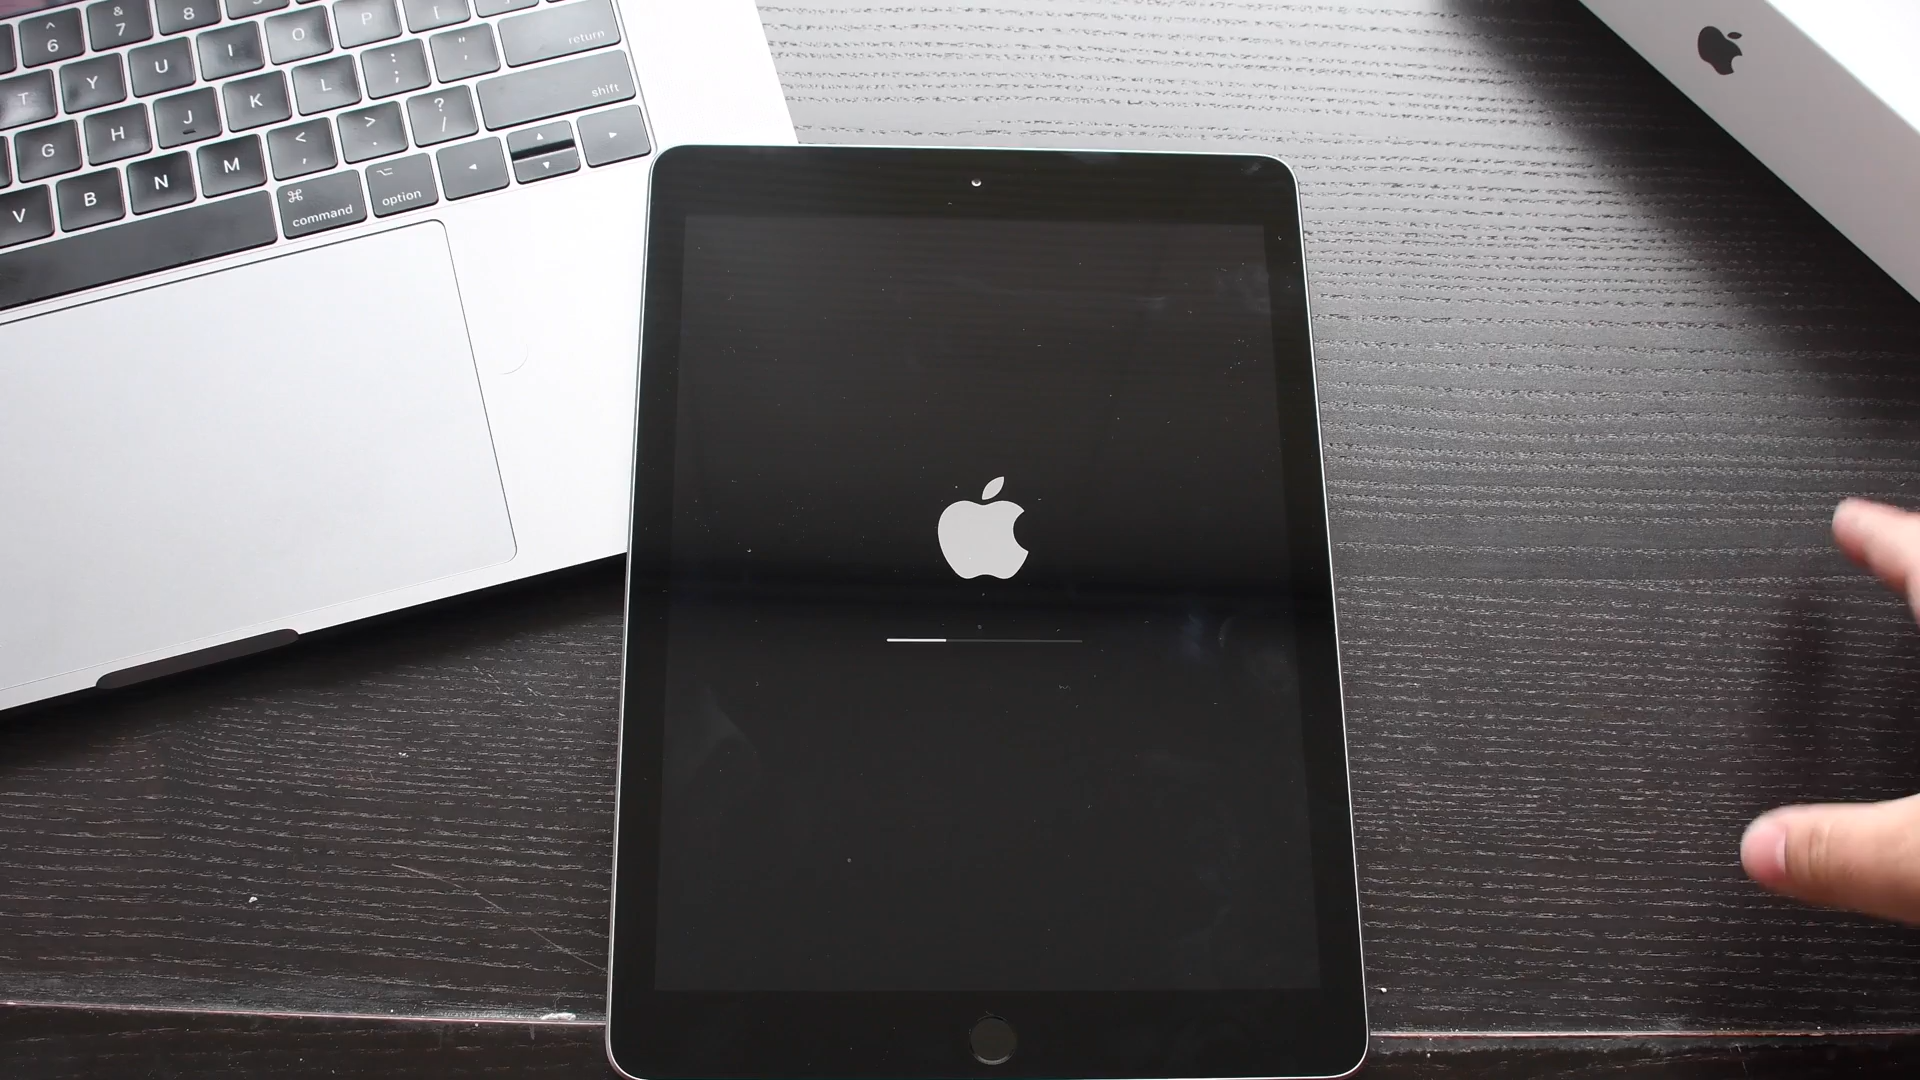 ^ & * 
6 7 8 O P [
T Y U I return
G H J K L : ; " '
V B N M < , > . ? / shift
⌘ command ⌥ option ◄ ▲ ▼ ►